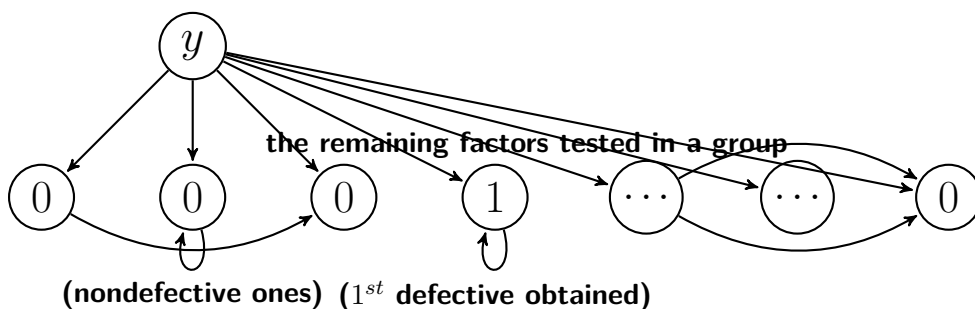 y
the remaining factors tested in a group
0 0 0 1 ... ... 0
(nondefective ones) (1st defective obtained)